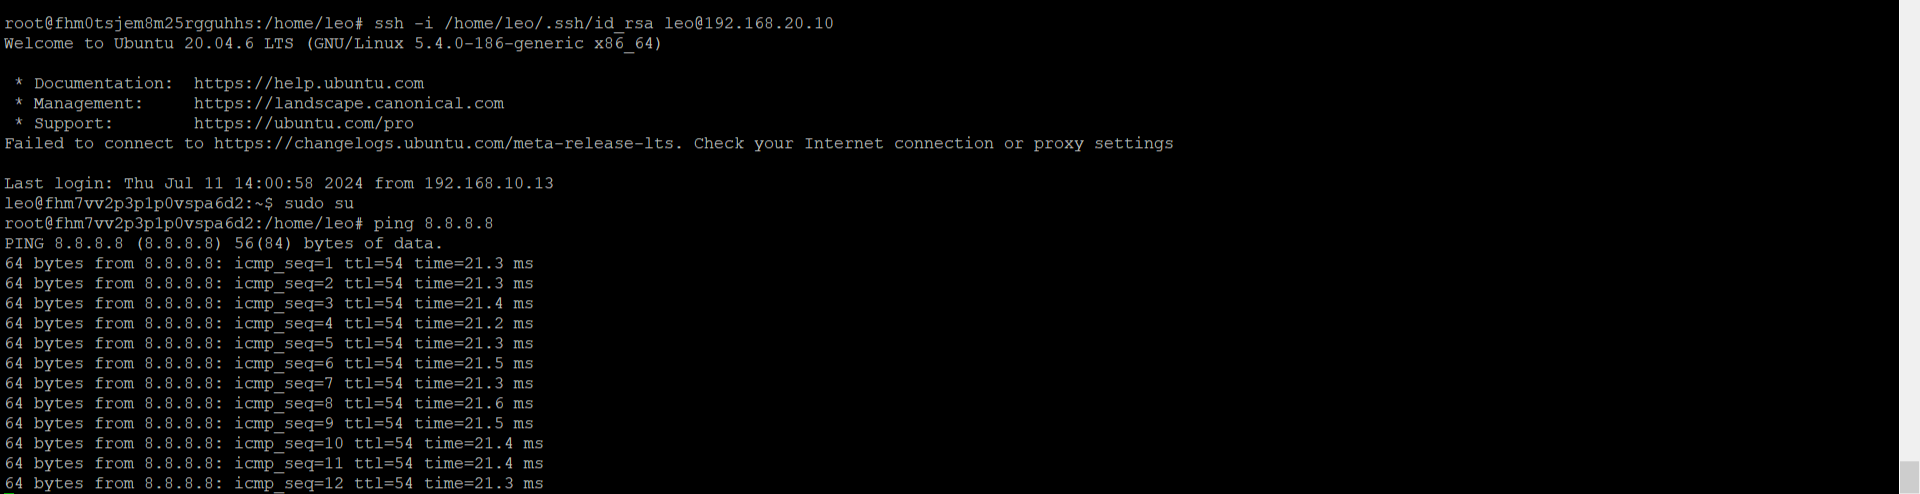 root@fhm0tsjem8m25rgguhhs:/home/leo# ssh -i /home/leo/.ssh/id_rsa leo@192.168.20.10
Welcome to Ubuntu 20.04.6 LTS (GNU/Linux 5.4.0-186-generic x86_64)

 * Documentation:  https://help.ubuntu.com
 * Management:     https://landscape.canonical.com
 * Support:        https://ubuntu.com/pro
Failed to connect to https://changelogs.ubuntu.com/meta-release-lts. Check your Internet connection or proxy settings

Last login: Thu Jul 11 14:00:58 2024 from 192.168.10.13
leo@fhm7vv2p3p1p0vspa6d2:~$ sudo su
root@fhm7vv2p3p1p0vspa6d2:/home/leo# ping 8.8.8.8
PING 8.8.8.8 (8.8.8.8) 56(84) bytes of data.
64 bytes from 8.8.8.8: icmp_seq=1 ttl=54 time=21.3 ms
64 bytes from 8.8.8.8: icmp_seq=2 ttl=54 time=21.3 ms
64 bytes from 8.8.8.8: icmp_seq=3 ttl=54 time=21.4 ms
64 bytes from 8.8.8.8: icmp_seq=4 ttl=54 time=21.2 ms
64 bytes from 8.8.8.8: icmp_seq=5 ttl=54 time=21.3 ms
64 bytes from 8.8.8.8: icmp_seq=6 ttl=54 time=21.5 ms
64 bytes from 8.8.8.8: icmp_seq=7 ttl=54 time=21.3 ms
64 bytes from 8.8.8.8: icmp_seq=8 ttl=54 time=21.6 ms
64 bytes from 8.8.8.8: icmp_seq=9 ttl=54 time=21.5 ms
64 bytes from 8.8.8.8: icmp_seq=10 ttl=54 time=21.4 ms
64 bytes from 8.8.8.8: icmp_seq=11 ttl=54 time=21.4 ms
64 bytes from 8.8.8.8: icmp_seq=12 ttl=54 time=21.3 ms